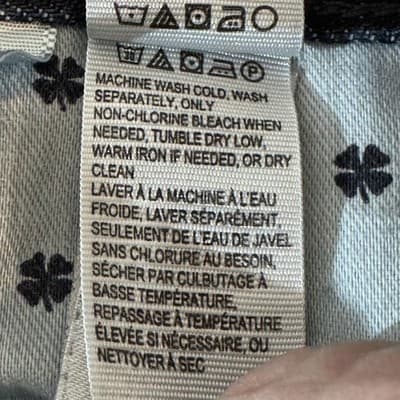 MACHINE WASH COLD, WASH
SEPARATELY, ONLY
NON-CHLORINE BLEACH WHEN
NEEDED, TUMBLE DRY LOW,
WARM IRON IF NEEDED, OR DRY
CLEAN
LAVER À LA MACHINE À L'EAU
FROIDE, LAVER SEPARÉMENT,
SEULEMENT DE L'EAU DE JAVEL
SANS CHLORURE AU BESOIN,
SÉCHER PAR CULBUTAGE À
BASSE TEMPÉRATURE,
REPASSAGE À TEMPÉRATURE
ÉLEVÉE SI NÉCESSAIRE, OU
NETTOYER À SEC